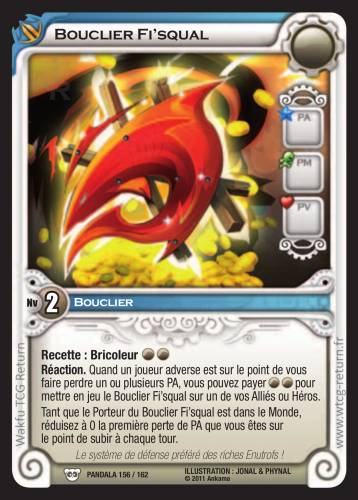 Bouclier Fi'squal
PA
PM
PV
Nv 2 Bouclier
Recette : Bricoleur
Réaction. Quand un joueur adverse est sur le point de vous
faire perdre un ou plusieurs PA, vous pouvez payer pour
mettre en jeu le Bouclier Fi'squal sur un de vos Alliés ou Héros.
Tant que le Porteur du Bouclier Fi'squal est dans le Monde,
réduisez à 0 la première perte de PA que vous êtes sur
le point de subir à chaque tour.
Le système de défense préféré des riches Enutrofs !
PANDALA 156 / 162
ILLUSTRATION : JONAL & PHYNAL
© 2011 Ankama
Wakfu TCG Return
www.wtcg-return.fr